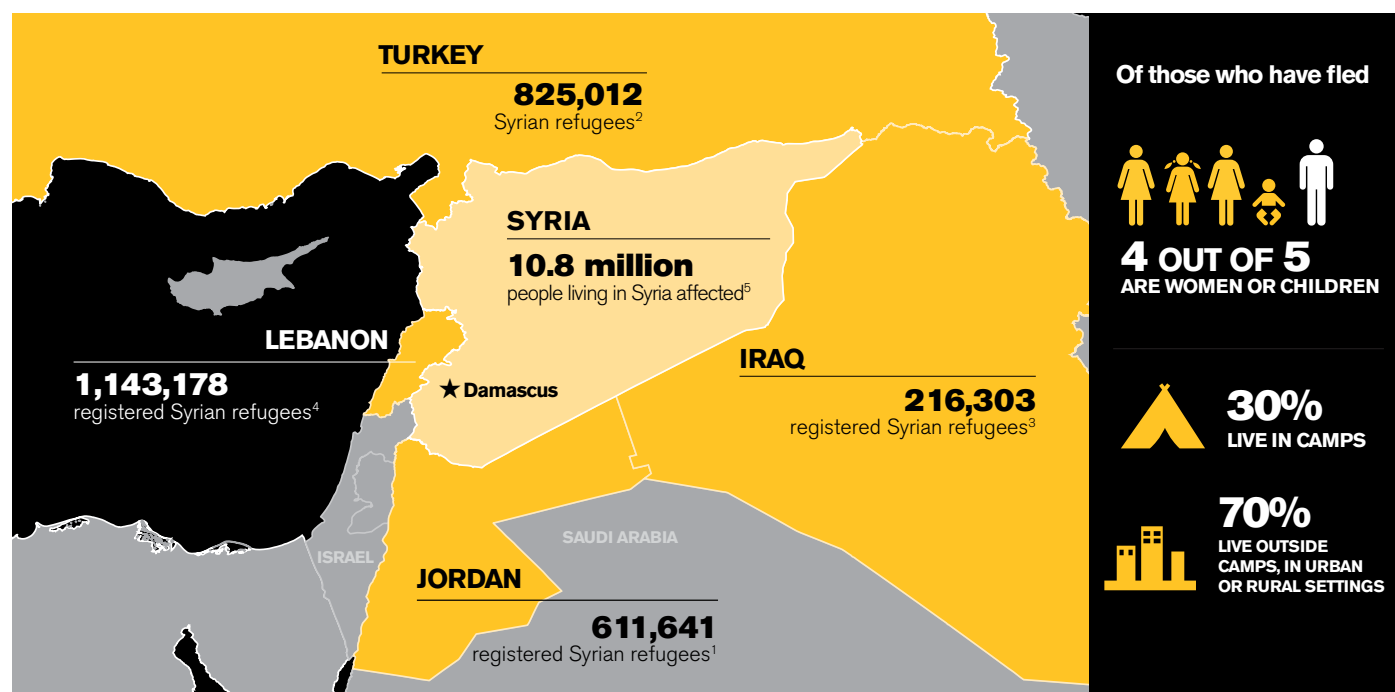 TURKEY
825,012
Syrian refugees²
SYRIA
10.8 million
people living in Syria affected⁵
LEBANON
1,143,178
registered Syrian refugees⁴
Damascus
IRAQ
216,303
registered Syrian refugees³
ISRAEL
SAUDI ARABIA
JORDAN
611,641
registered Syrian refugees¹
Of those who have fled
4 OUT OF 5
ARE WOMEN OR CHILDREN
30%
LIVE IN CAMPS
70%
LIVE OUTSIDE
CAMPS, IN URBAN
OR RURAL SETTINGS